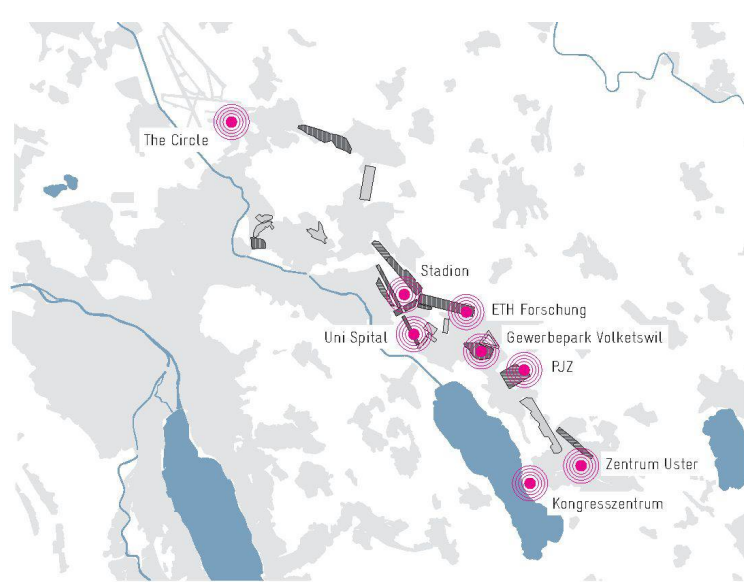 The Circle
Stadion
ETH Forschung
Uni Spital
Gewerbepark Volketswil
PJZ
Zentrum Uster
Kongresszentrum